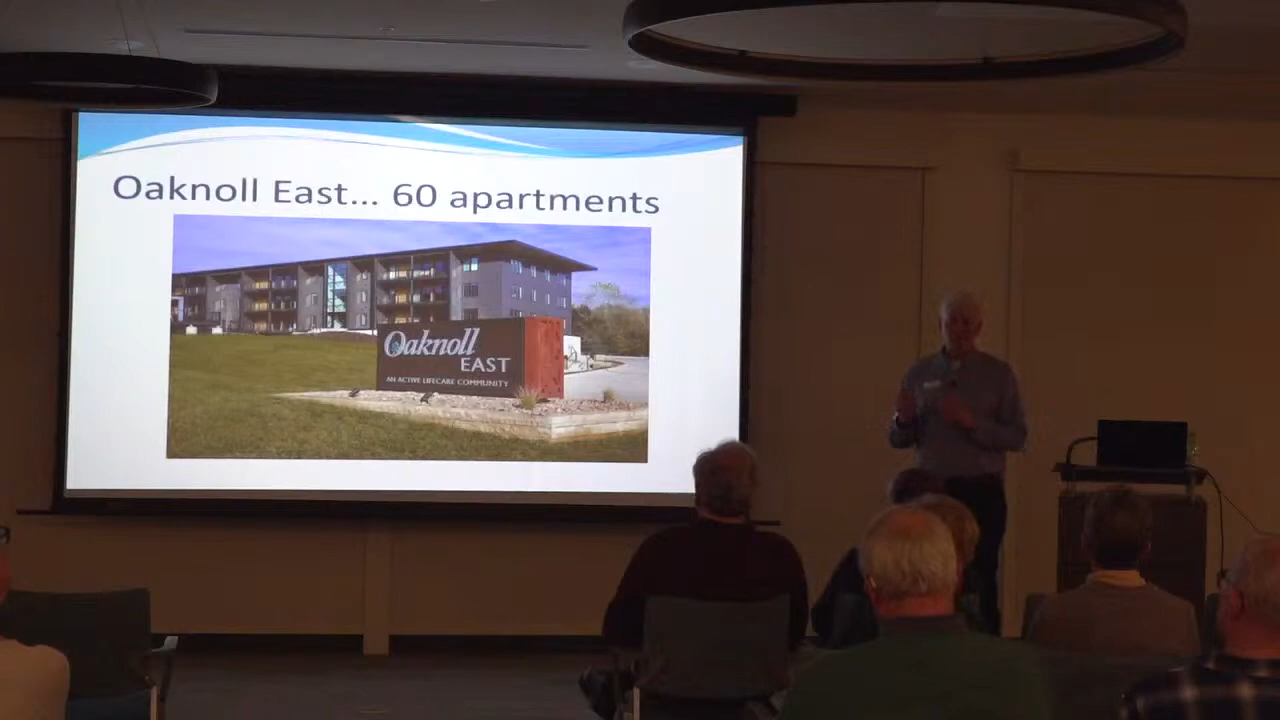 Oaknoll East... 60 apartments
Oaknoll
EAST
AN ACTIVE LIFECARE COMMUNITY